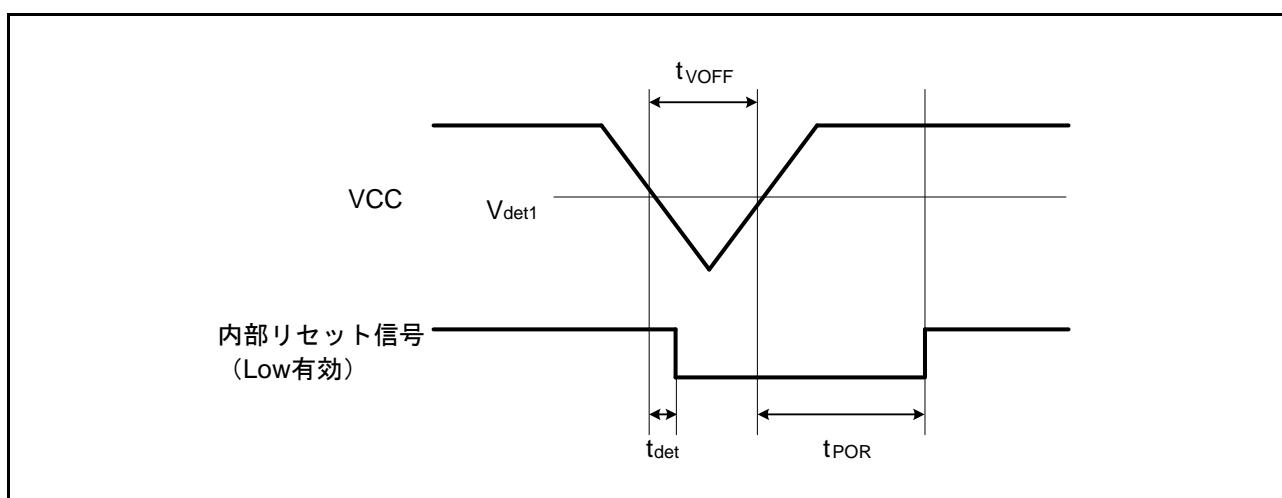 tVOFF
VCC
Vdet1
内部リセット信号
（Low有効）
tdet
tPOR